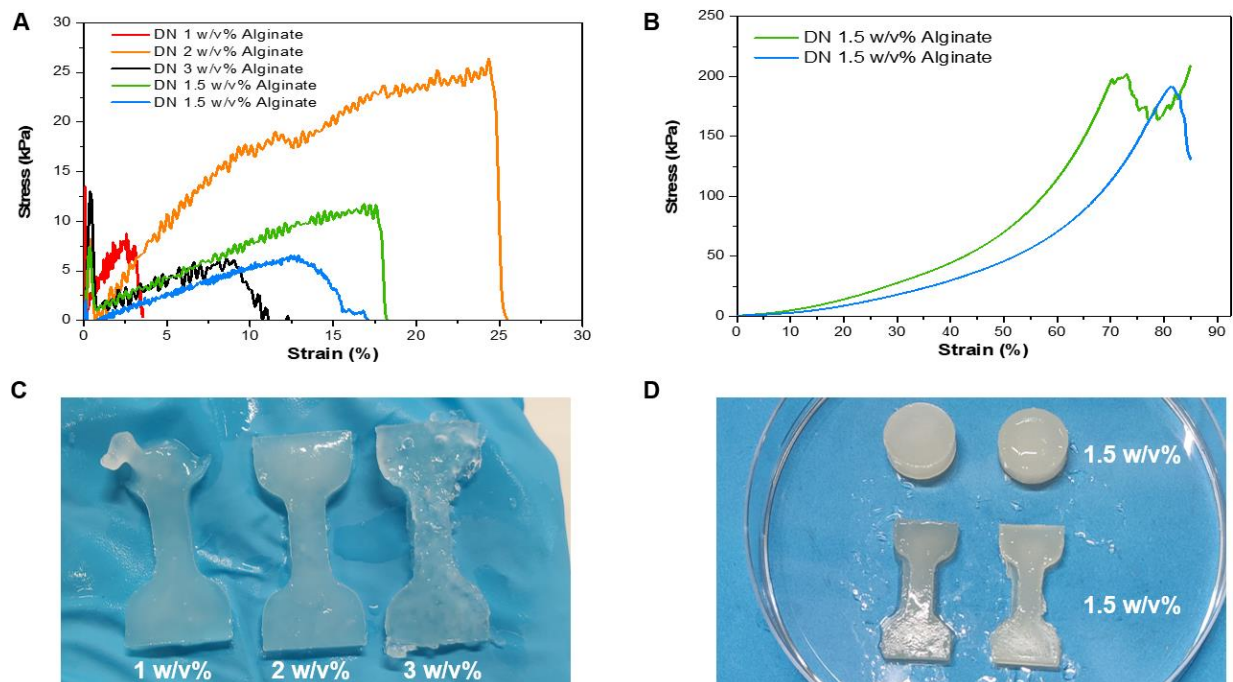 A
DN 1 w/v% Alginate
DN 2 w/v% Alginate
DN 3 w/v% Alginate
DN 1.5 w/v% Alginate
DN 1.5 w/v% Alginate
30
25
20
15
10
5
0
Stress (kPa)
0 5 10 15 20 25 30
Strain (%)
B
DN 1.5 w/v% Alginate
DN 1.5 w/v% Alginate
250
200
150
100
50
0
Stress (kPa)
0 10 20 30 40 50 60 70 80 90
Strain (%)
C
1 w/v% 2 w/v% 3 w/v%
D
1.5 w/v%
1.5 w/v%